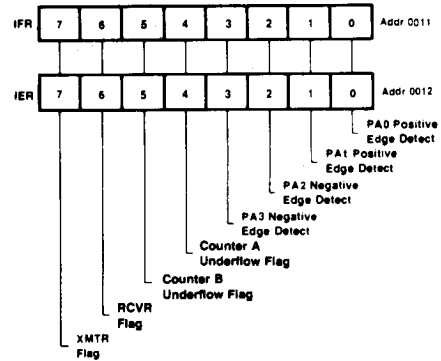 IFR 7 6 5 4 3 2 1 0 Addr 0011
IER 7 6 5 4 3 2 1 0 Addr 0012
PA0 Positive
Edge Detect
PA1 Positive
Edge Detect
PA2 Negative
Edge Detect
PA3 Negative
Edge Detect
Counter A
Underflow Flag
Counter B
Underflow Flag
RCVR
Flag
XMTR
Flag